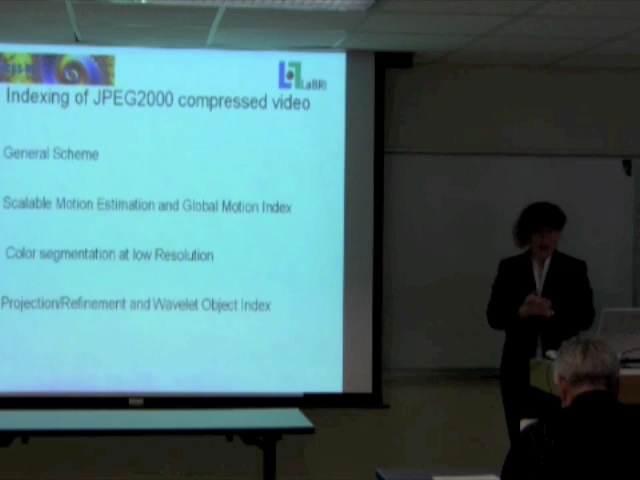 LaBRI
Indexing of JPEG2000 compressed video
General Scheme
Scalable Motion Estimation and Global Motion Index
Color segmentation at low Resolution
Projection/Refinement and Wavelet Object Index